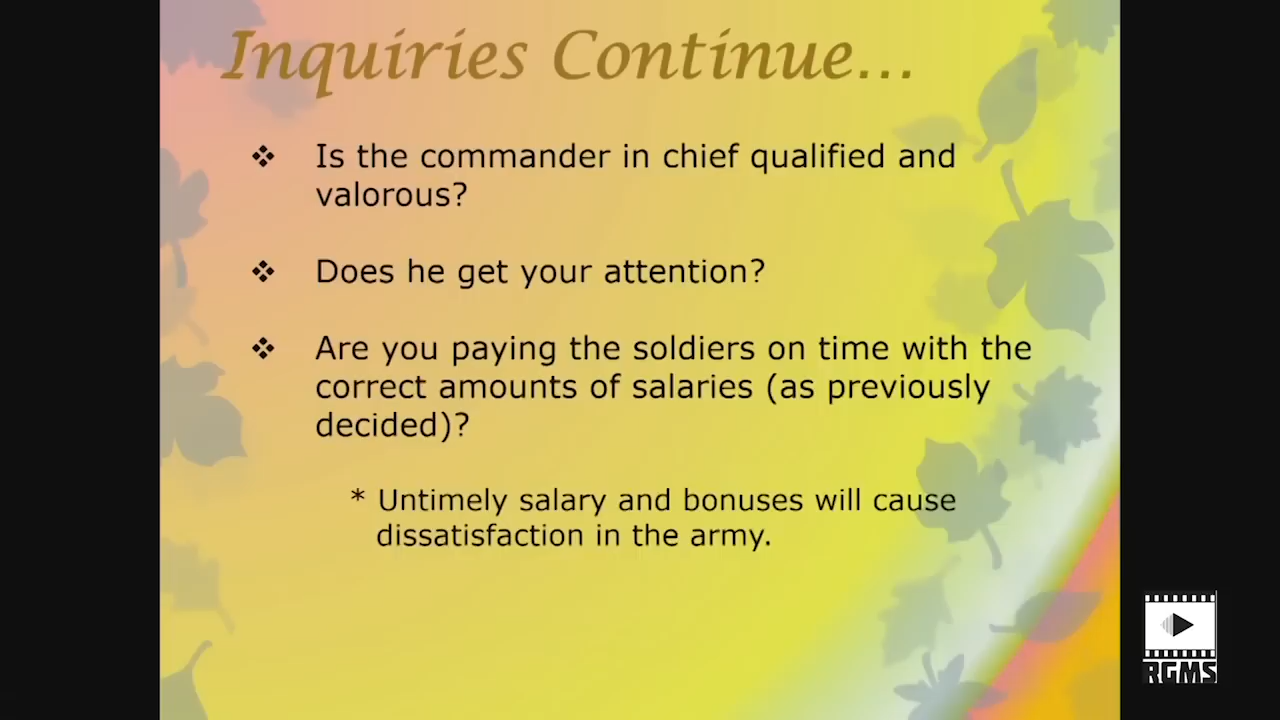 Inquiries Continue...
❖ Is the commander in chief qualified and
valorous?
❖ Does he get your attention?
❖ Are you paying the soldiers on time with the
correct amounts of salaries (as previously
decided)?
* Untimely salary and bonuses will cause
dissatisfaction in the army.
RGMS